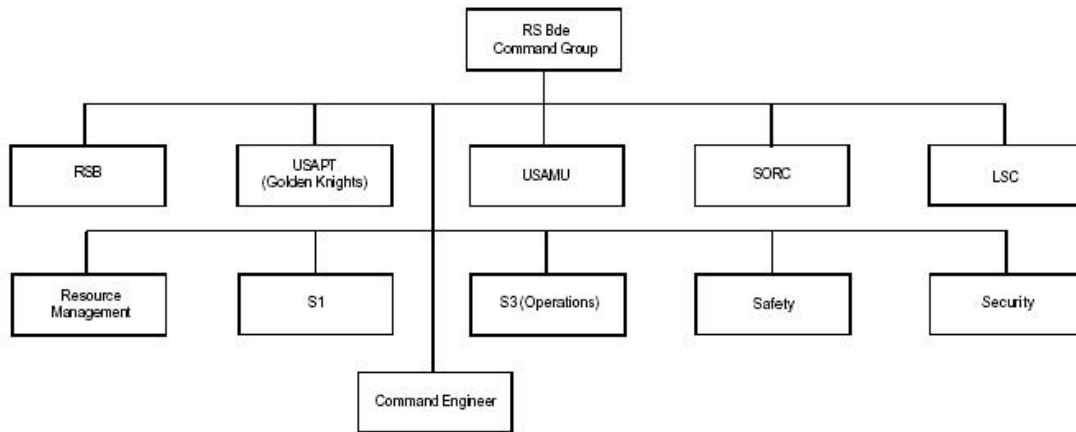 RS Bde
Command Group
RSB
USAPT
(Golden Knights)
USAMU
SORC
LSC
Resource
Management
S1
S3 (Operations)
Safety
Security
Command Engineer